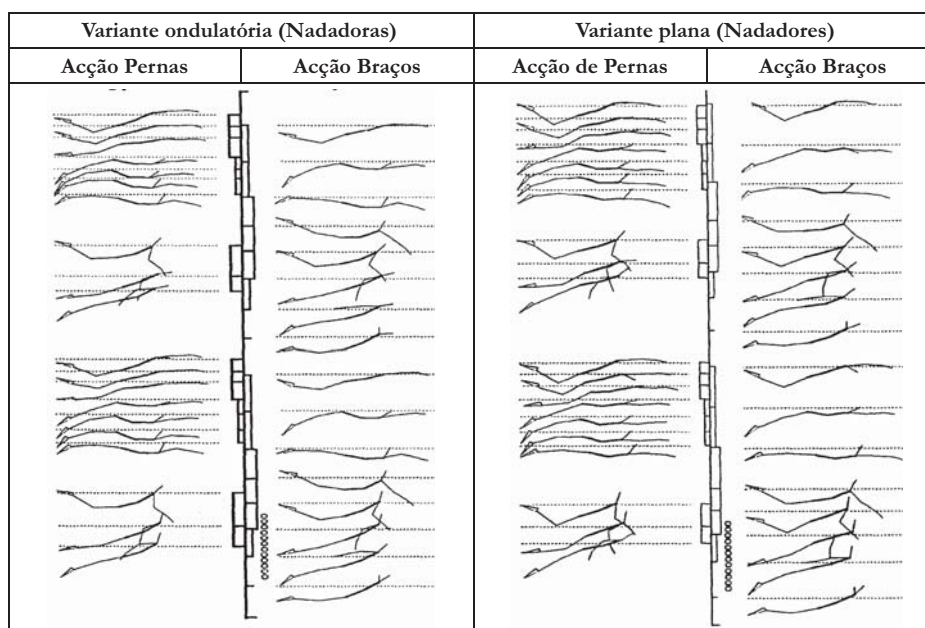 Variante ondulatória (Nadadoras)
Variante plana (Nadadores)
Acção Pernas
Acção Braços
Acção de Pernas
Acção Braços